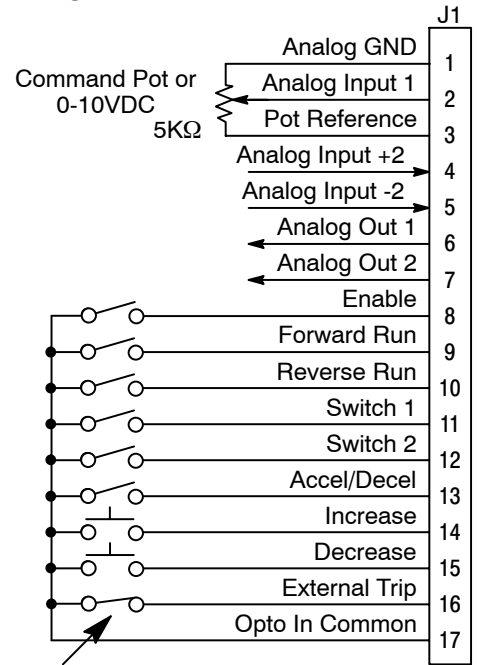 J1
Analog GND 1
Command Pot or
0-10VDC
5KΩ
Analog Input 1 2
Pot Reference 3
Analog Input +2 4
Analog Input -2 5
Analog Out 1 6
Analog Out 2 7
Enable 8
Forward Run 9
Reverse Run 10
Switch 1 11
Switch 2 12
Accel/Decel 13
Increase 14
Decrease 15
External Trip 16
Opto In Common 17